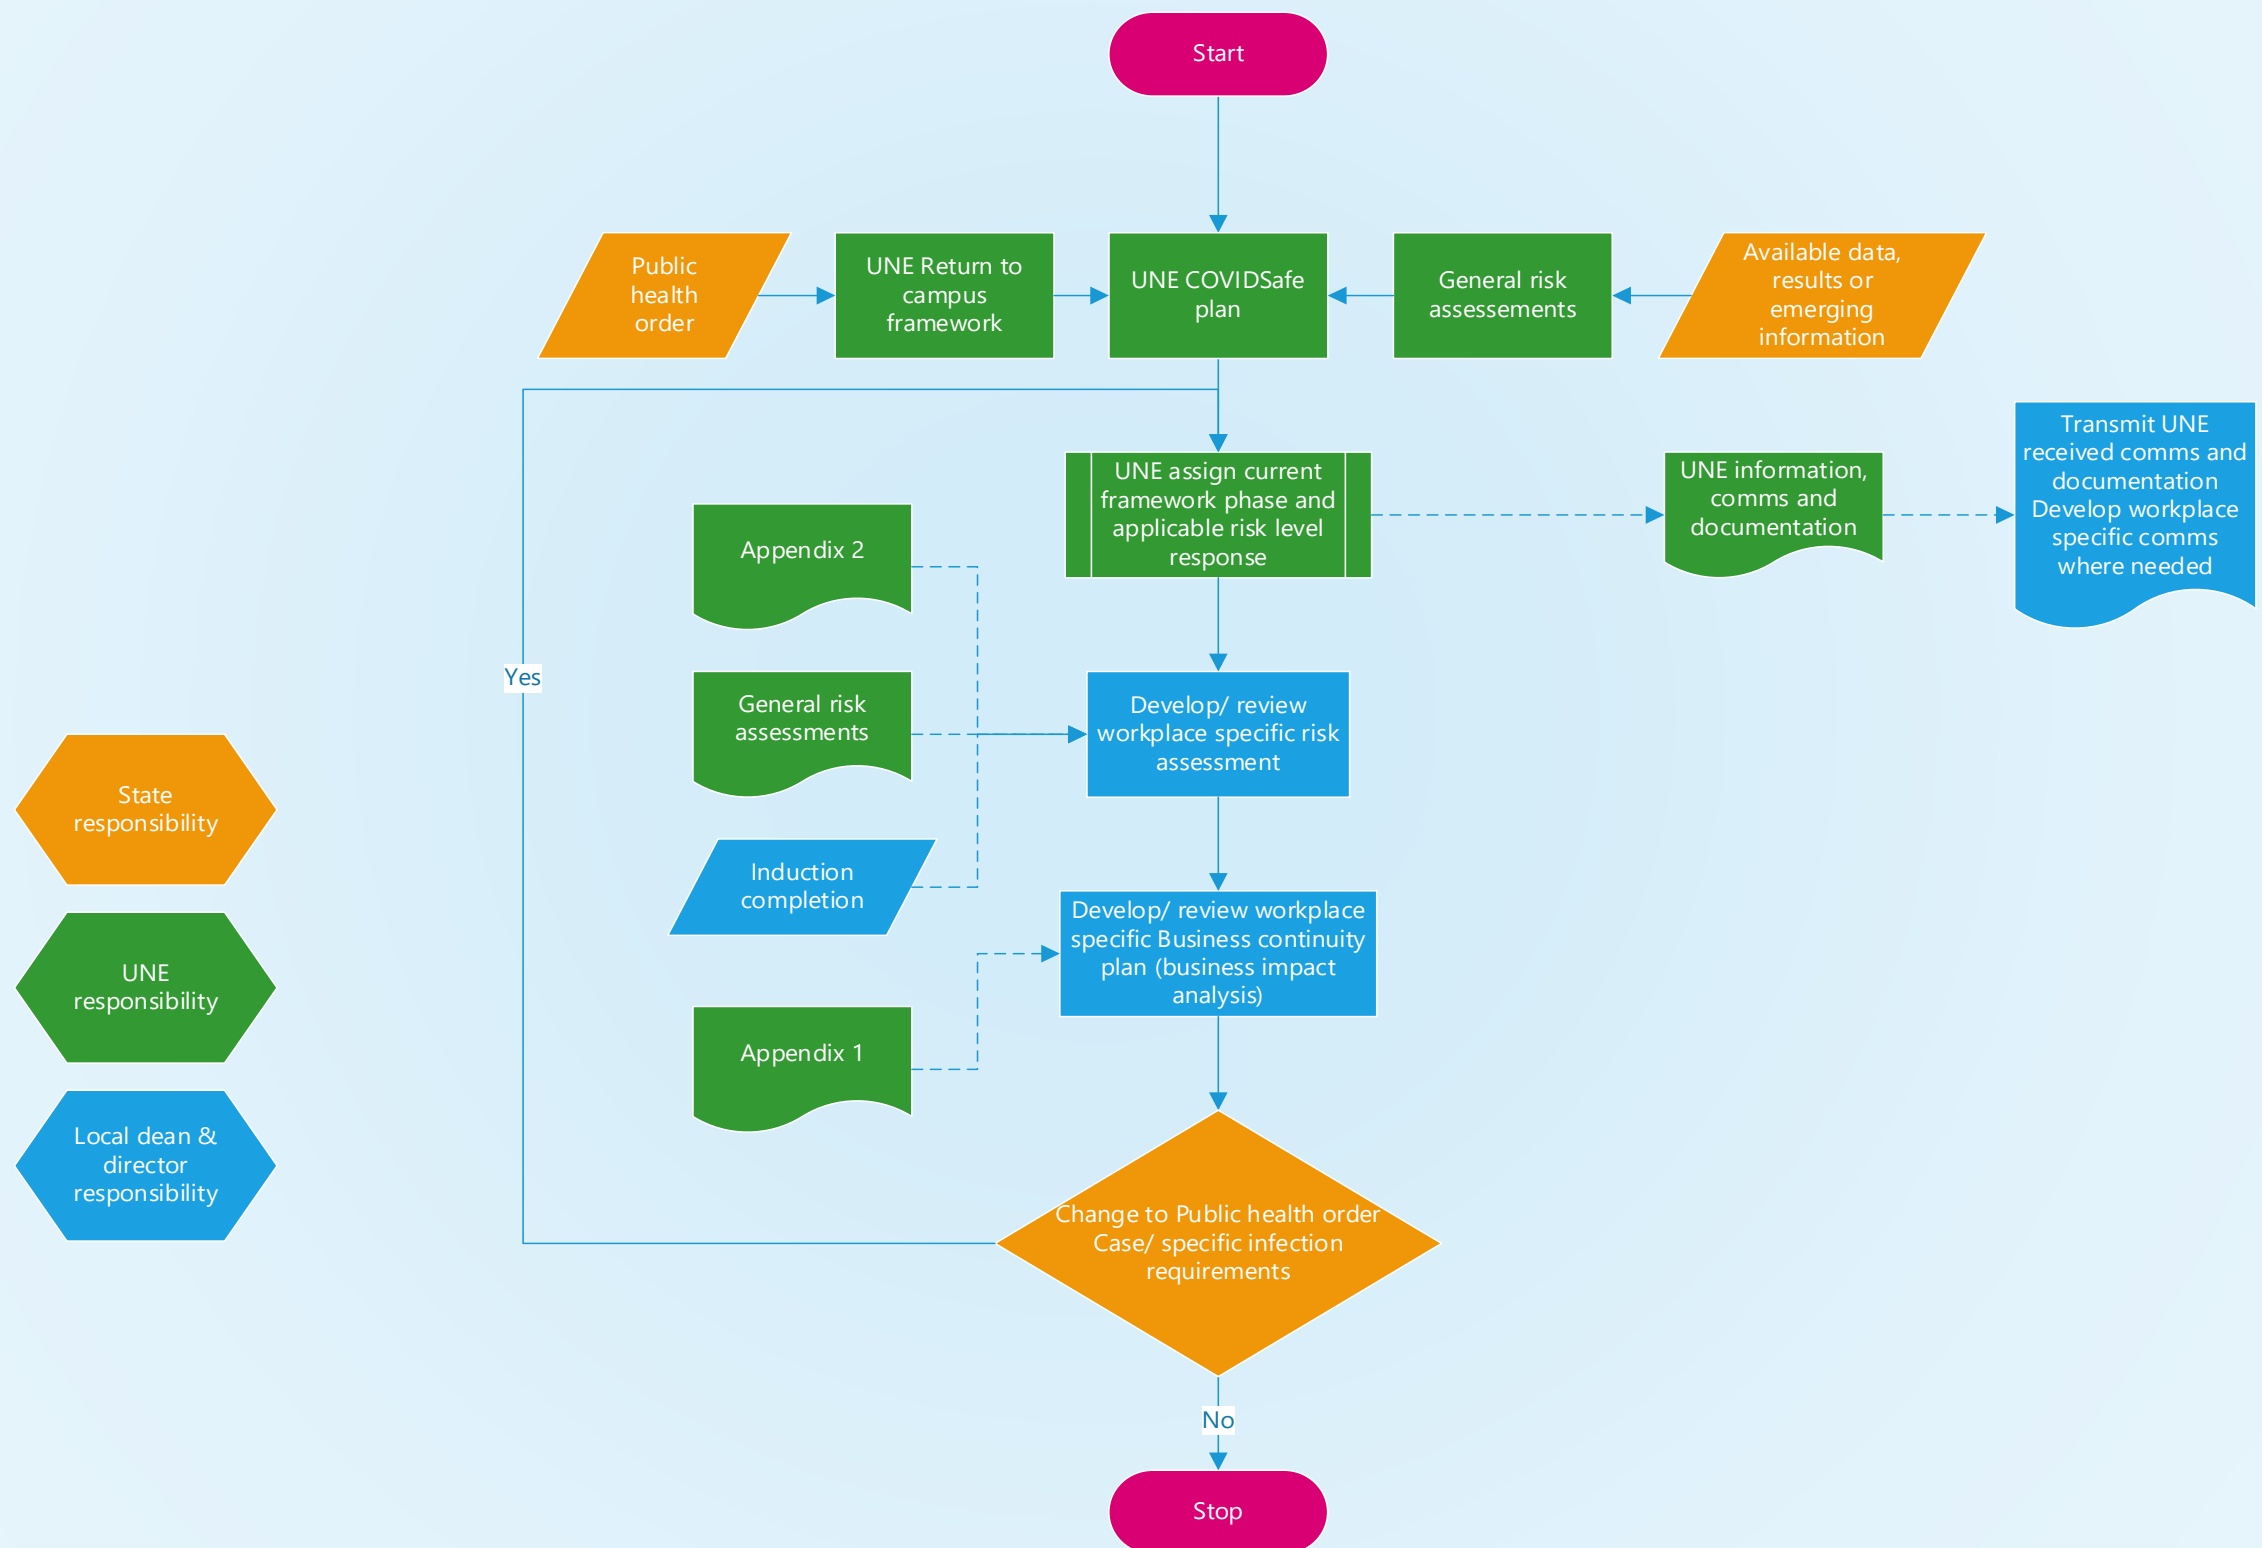 Start
Public
health
order
UNE Return to
campus
framework
UNE COVIDSafe
plan
General risk
assessements
Available data,
results or
emerging
information
UNE assign current
framework phase and
applicable risk level
response
UNE information,
comms and
documentation
Transmit UNE
received comms and
documentation
Develop workplace
specific comms
where needed
Appendix 2
Yes
General risk
assessments
Develop/ review
workplace specific risk
assessment
State
responsibility
Induction
completion
Develop/ review workplace
specific Business continuity
plan (business impact
analysis)
UNE
responsibility
Appendix 1
Local dean &
director
responsibility
Change to Public health order
Case/ specific infection
requirements
No
Stop